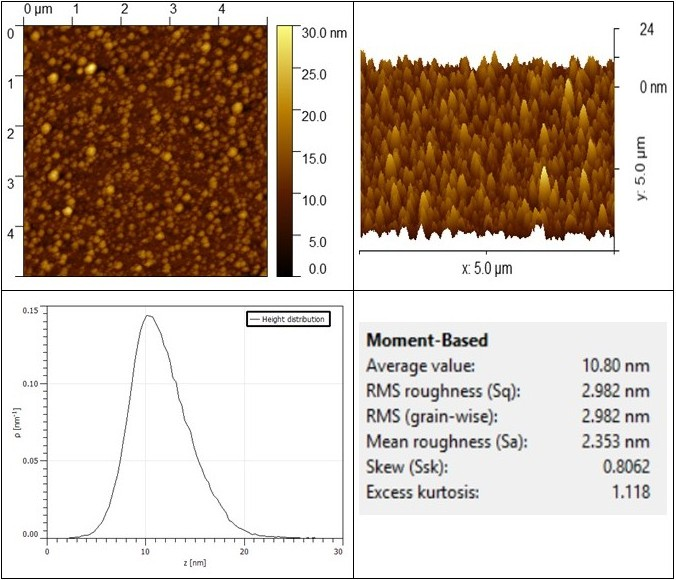 0 µm 1 2 3 4
0
1
2
3
4
30.0 nm
25.0
20.0
15.0
10.0
5.0
0.0
24
0 nm
y: 5.0 µm
x: 5.0 µm
0.15
0.10
0.05
0.00
ρ [nm⁻¹]
Height distribution
0 10 20 30
z [nm]
Moment-Based
Average value: 10.80 nm
RMS roughness (Sq): 2.982 nm
RMS (grain-wise): 2.982 nm
Mean roughness (Sa): 2.353 nm
Skew (Ssk): 0.8062
Excess kurtosis: 1.118